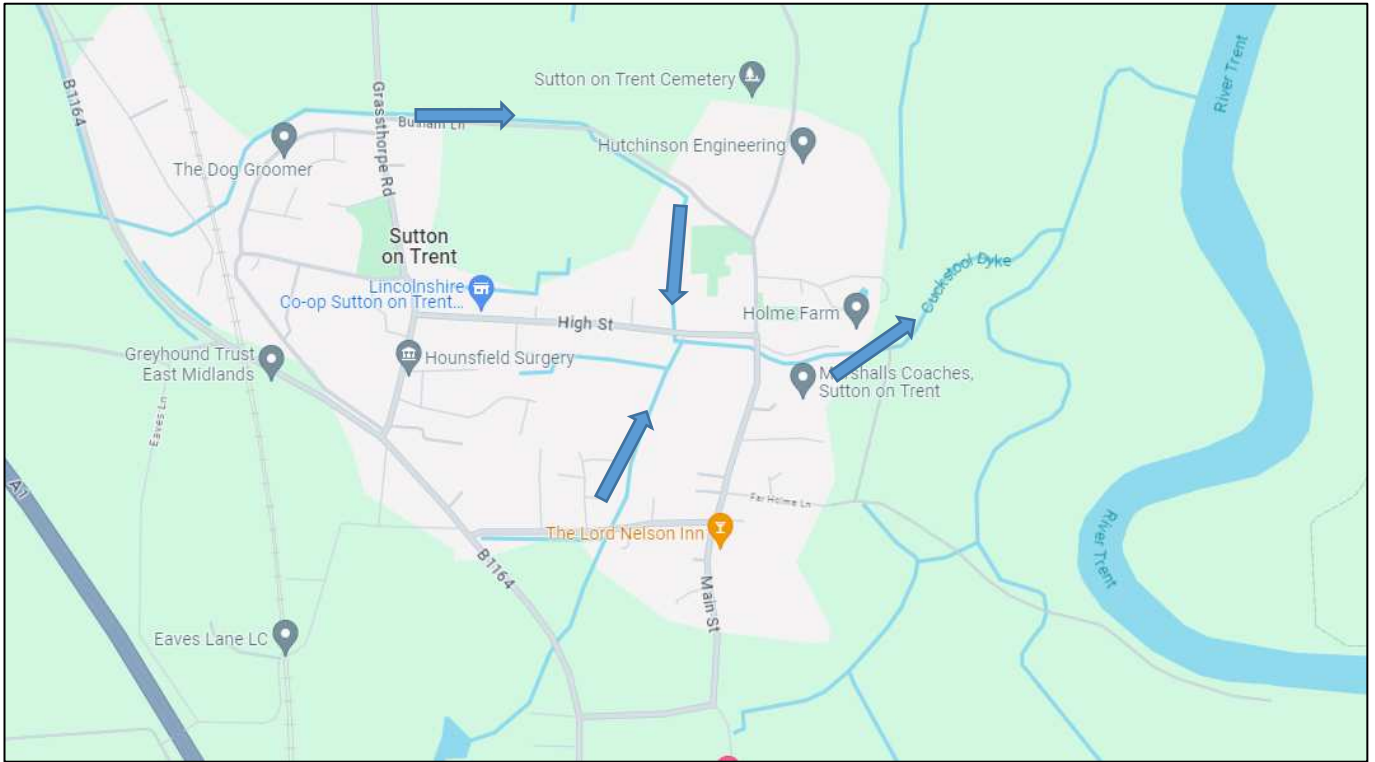 River Trent
Sutton on Trent Cemetery
B1164
Grassthorpe Rd
Hutchinson Engineering
The Dog Groomer
Sutton
on Trent
Cuckstool Dyke
Lincolnshire
Co-op Sutton on Trent...
Holme Farm
High St
Greyhound Trust
East Midlands
Hounsfield Surgery
Marshalls Coaches,
Sutton on Trent
Eaves Ln
A1
Far Holme Ln
The Lord Nelson Inn
River Trent
B1164
Main St
Eaves Lane LC